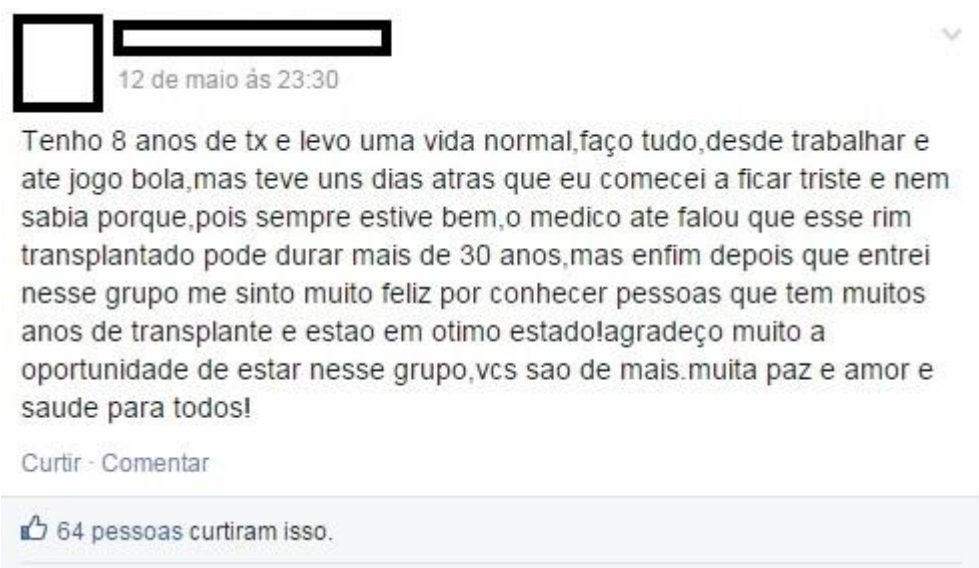 12 de maio ás 23:30
Tenho 8 anos de tx e levo uma vida normal,faço tudo,desde trabalhar e
ate jogo bola,mas teve uns dias atras que eu comecei a ficar triste e nem
sabia porque,pois sempre estive bem,o medico ate falou que esse rim
transplantado pode durar mais de 30 anos,mas enfim depois que entrei
nesse grupo me sinto muito feliz por conhecer pessoas que tem muitos
anos de transplante e estao em otimo estado!agradeço muito a
oportunidade de estar nesse grupo,vcs sao de mais.muita paz e amor e
saude para todos!
Curtir · Comentar
64 pessoas curtiram isso.